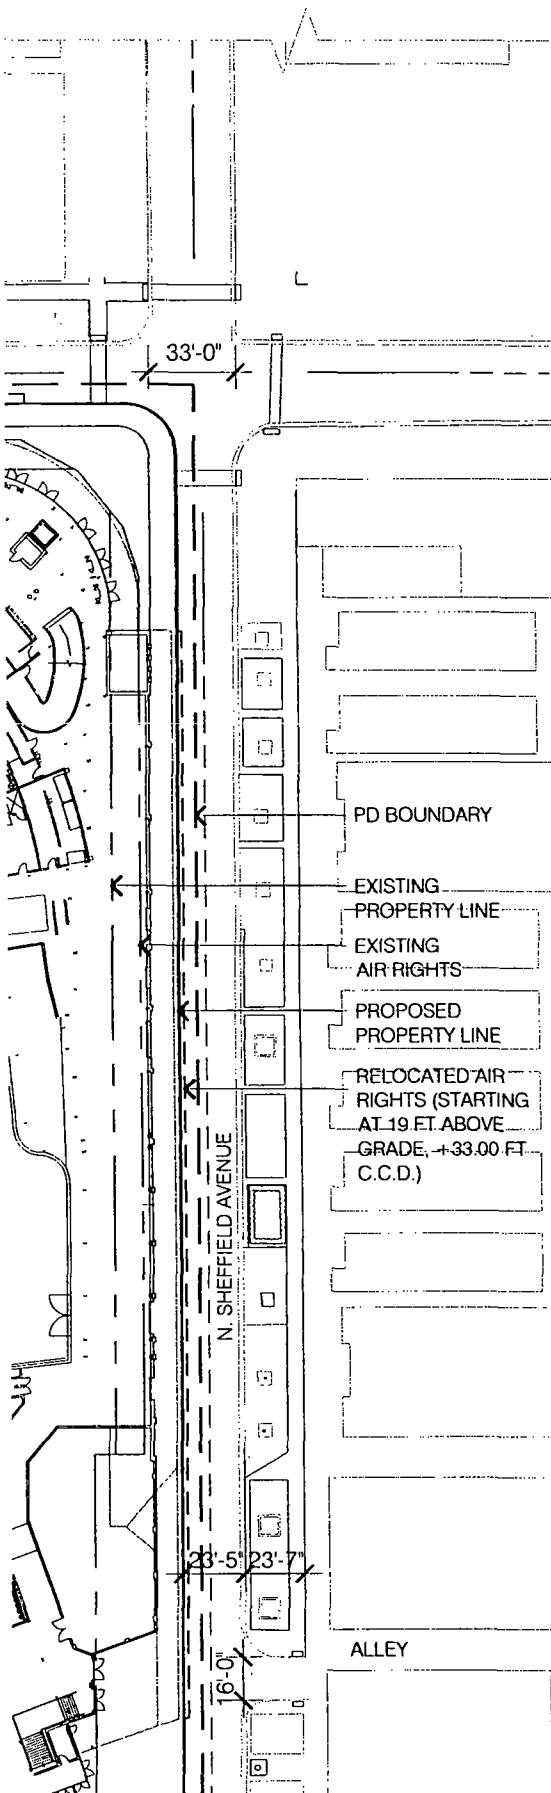 33'-0"
PD BOUNDARY
EXISTING
PROPERTY LINE
EXISTING
AIR RIGHTS
PROPOSED
PROPERTY LINE
RELOCATED AIR
RIGHTS (STARTING
AT 19 FT ABOVE
GRADE, +33.00 FT
C.C.D.)
N. SHEFFIELD AVENUE
23'-5" 23'-7"
ALLEY
16'-0"